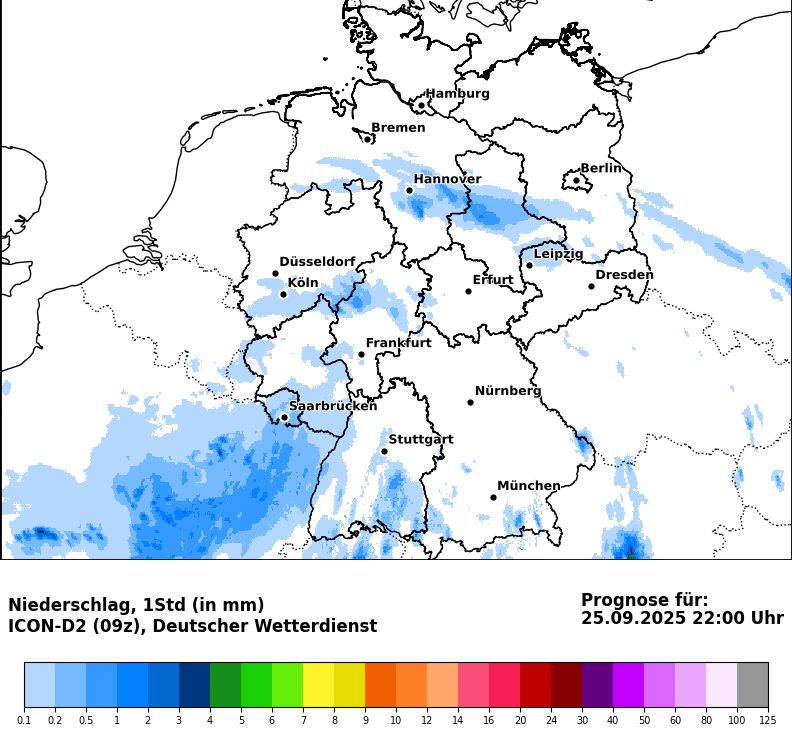 Hamburg
Bremen
Berlin
Hannover
Leipzig
Düsseldorf
Dresden
Köln
Erfurt
Frankfurt
Nürnberg
Saarbrücken
Stuttgart
München
Niederschlag, 1Std (in mm)
ICON-D2 (09z), Deutscher Wetterdienst
Prognose für:
25.09.2025 22:00 Uhr
0.1 0.2 0.5 1 2 3 4 5 6 7 8 9 10 12 14 16 20 24 30 40 50 60 80 100 125